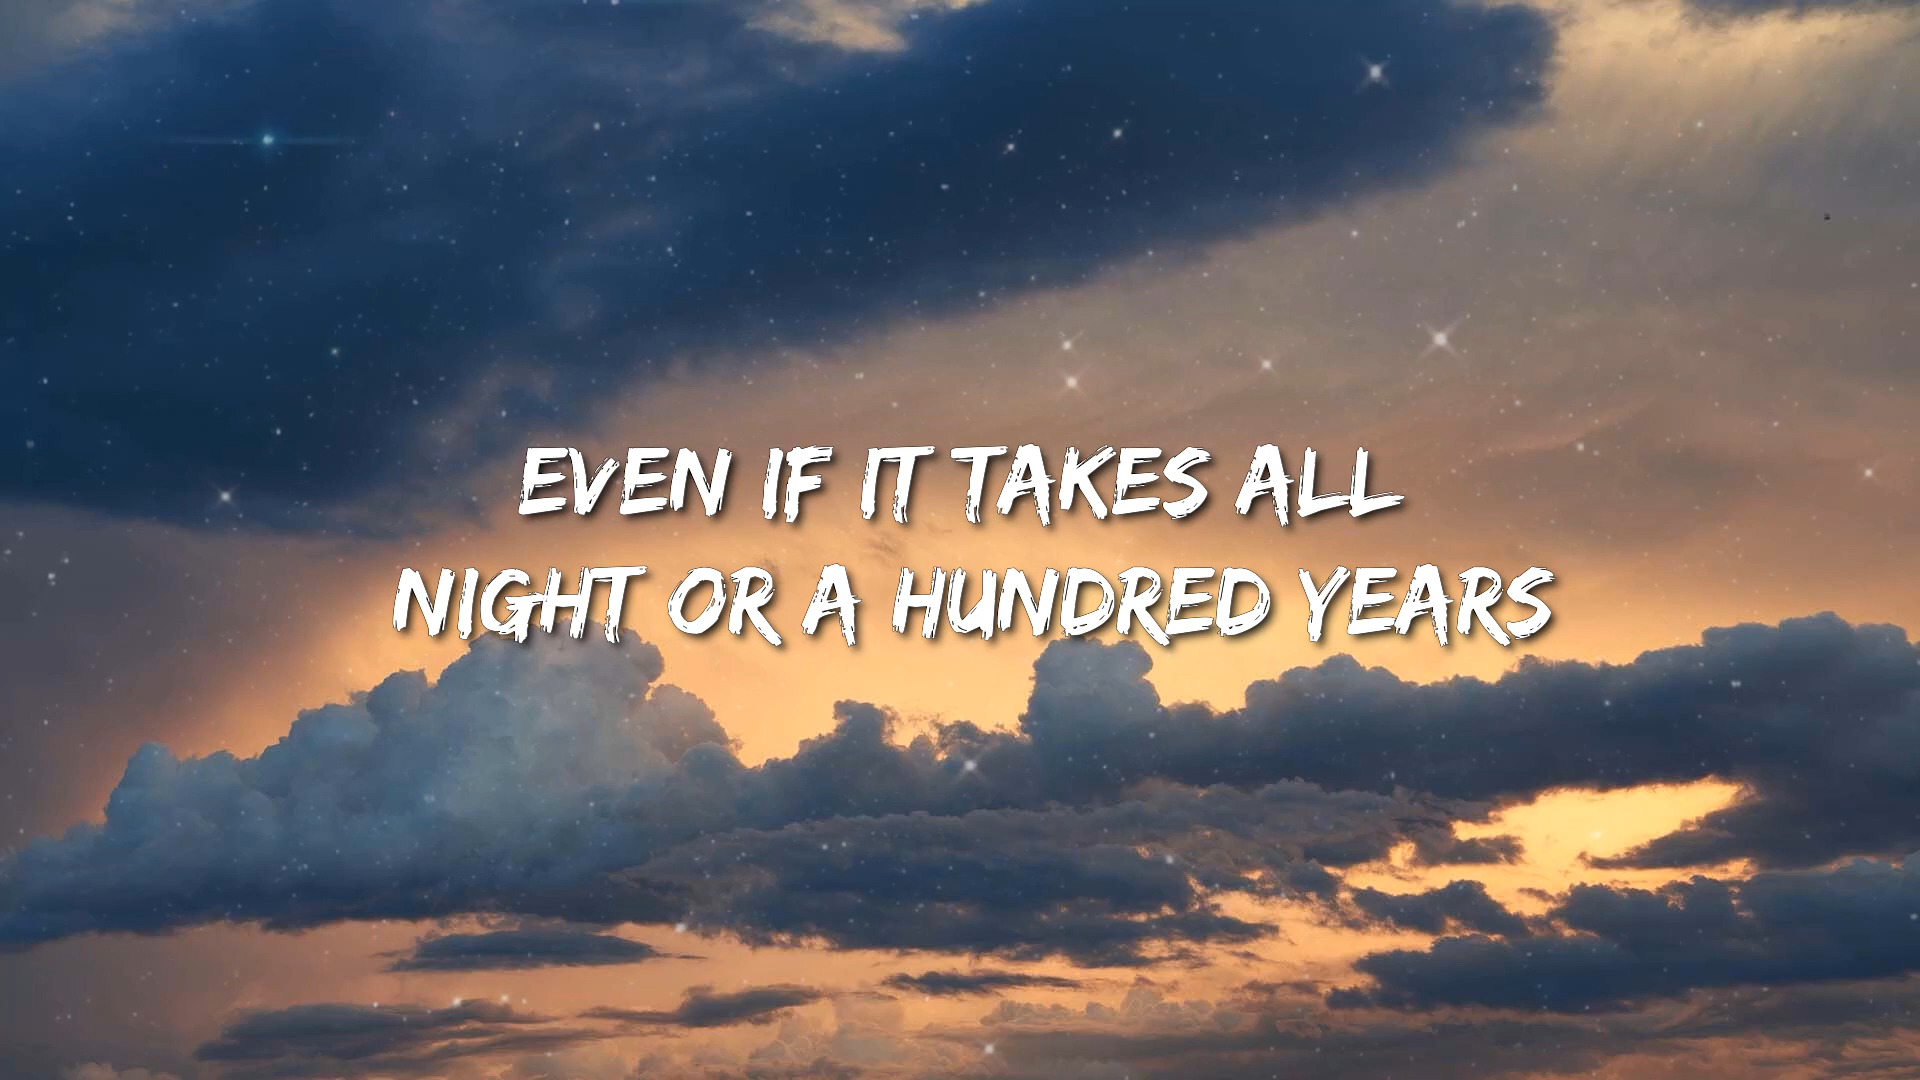 EVEN IF IT TAKES ALL
NIGHT OR A HUNDRED YEARS